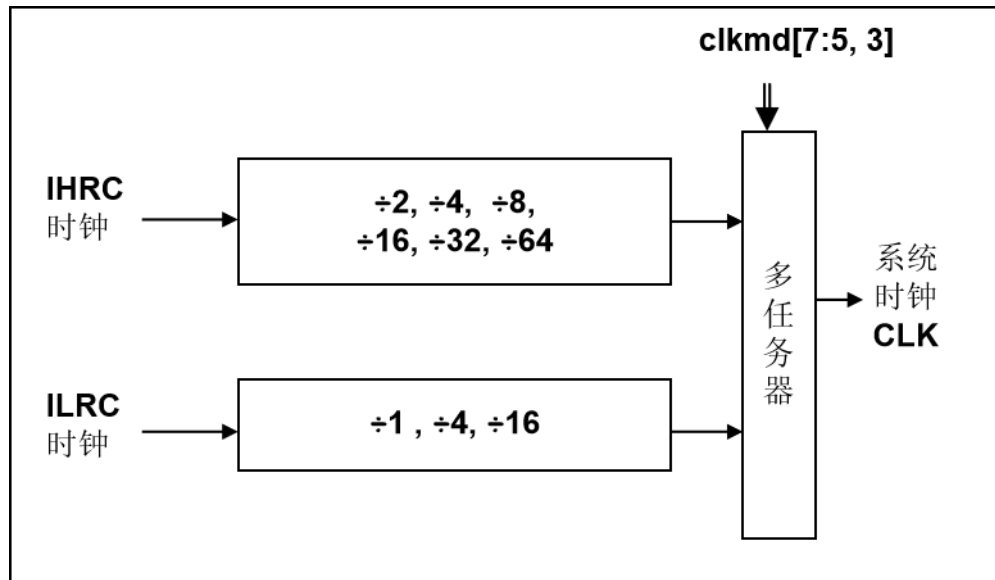 clkmd[7:5, 3]
IHRC
时钟
÷2, ÷4, ÷8,
÷16, ÷32, ÷64
多任务器
系统
时钟
CLK
ILRC
时钟
÷1 , ÷4, ÷16